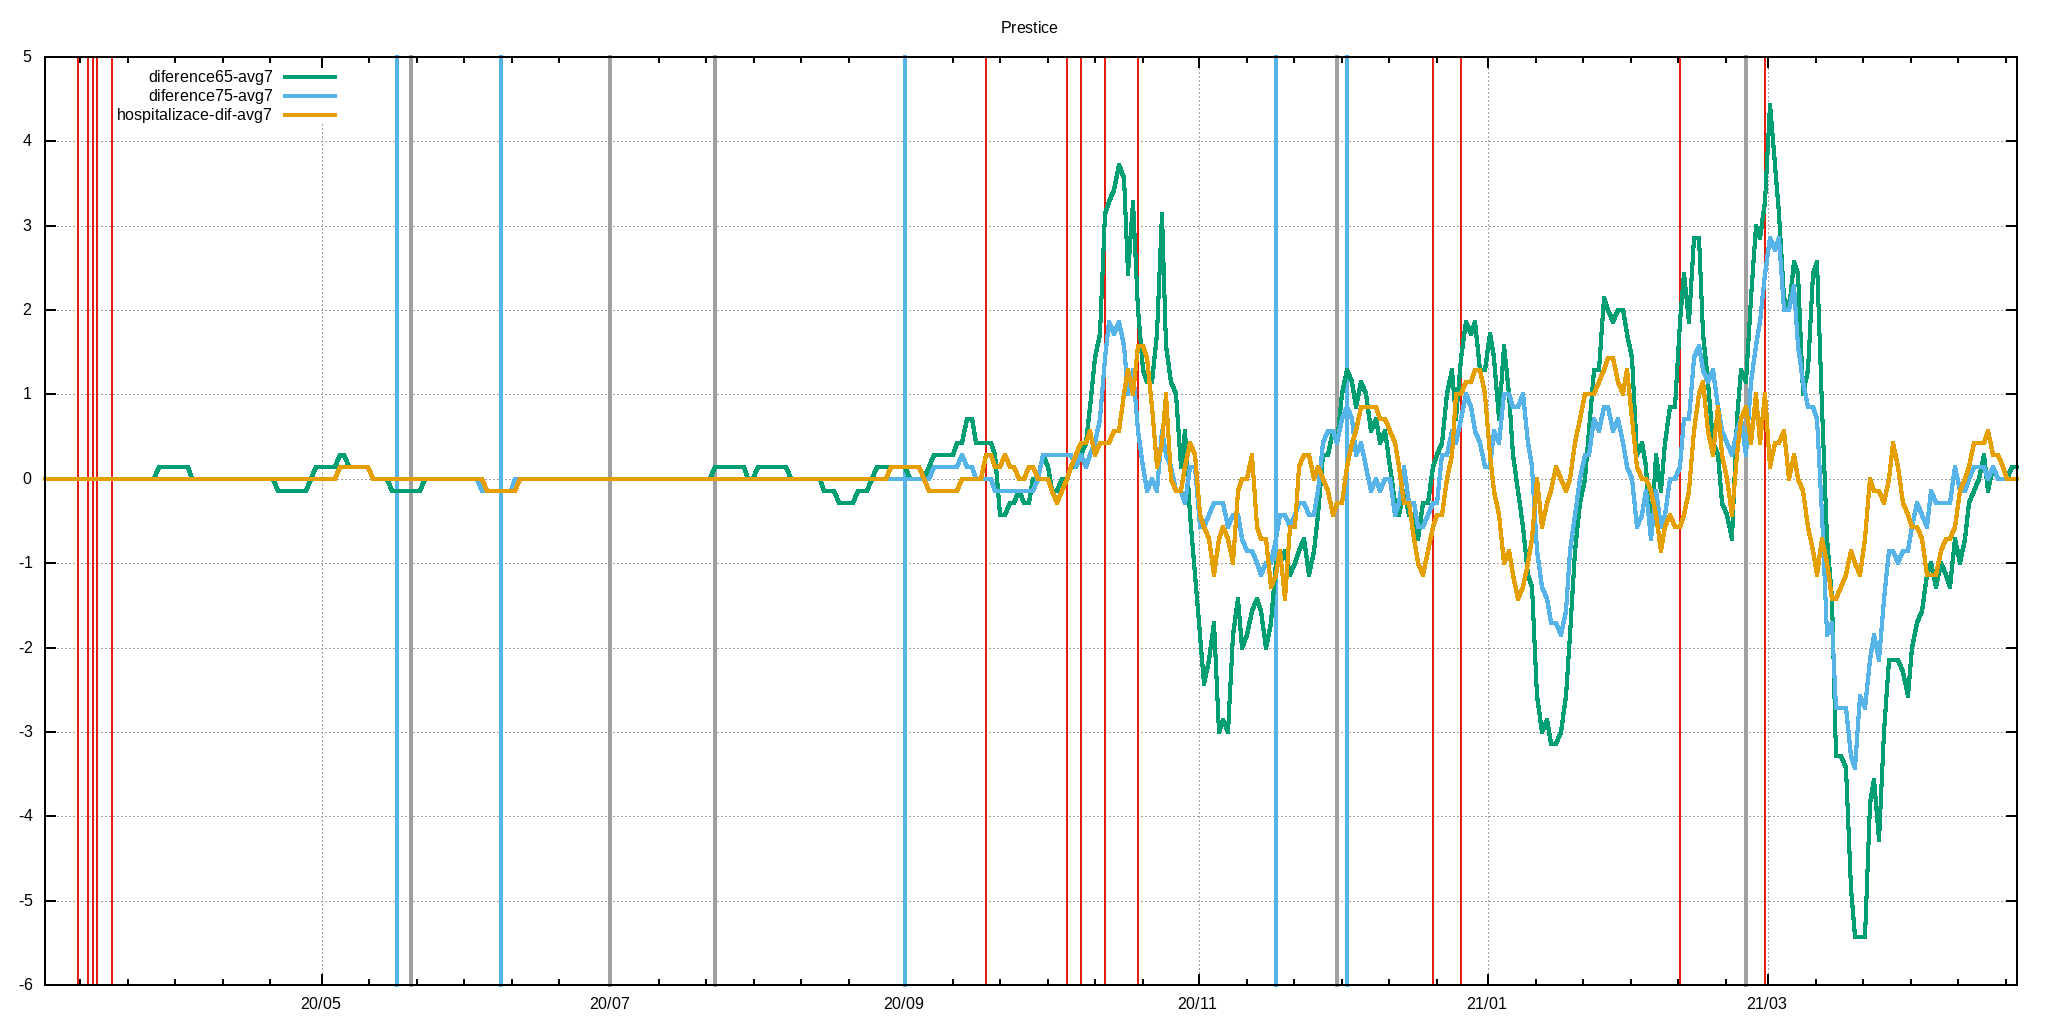 Prestice
diference65-avg7
diference75-avg7
hospitalizace-dif-avg7
5
4
3
2
1
0
-1
-2
-3
-4
-5
-6
20/05 20/07 20/09 20/11 21/01 21/03